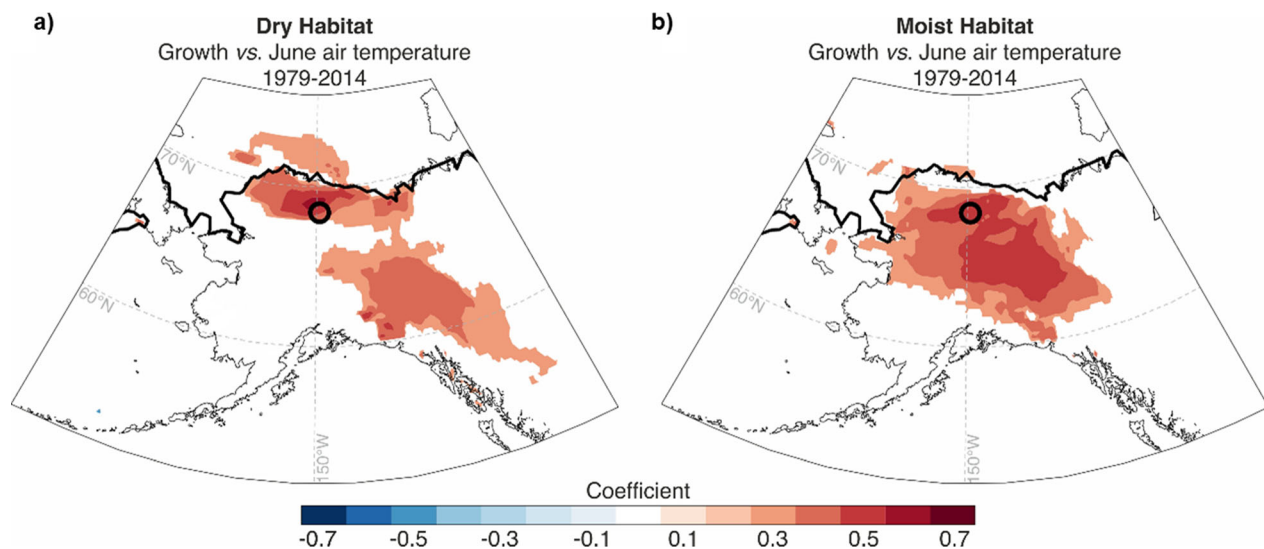 a)
Dry Habitat
Growth vs. June air temperature
1979-2014
70°N
60°N
150°W
b)
Moist Habitat
Growth vs. June air temperature
1979-2014
70°N
60°N
150°W
Coefficient
-0.7 -0.5 -0.3 -0.1 0.1 0.3 0.5 0.7